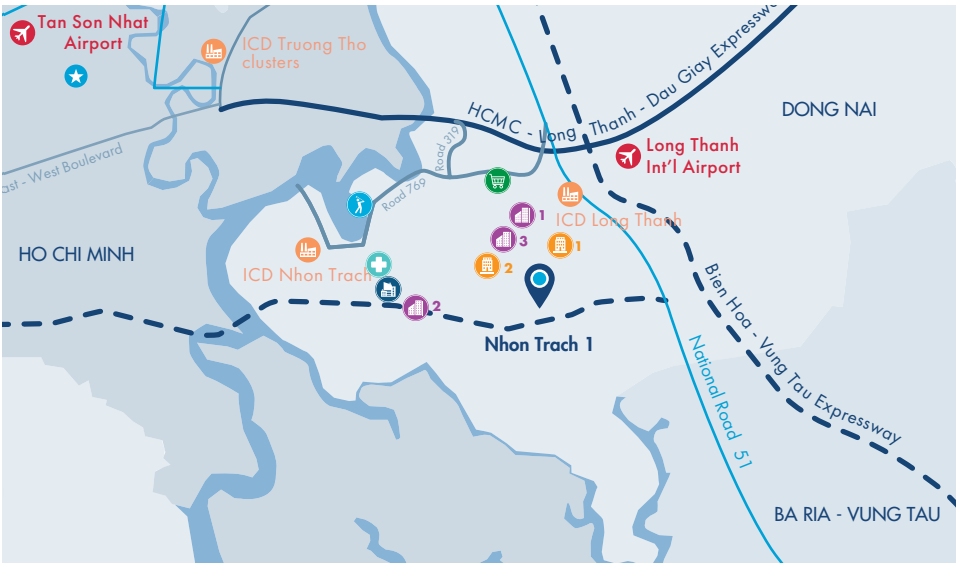 Tan Son Nhat
Airport
ICD Truong Tho
clusters
HCMC - Long Thanh - Dau Giay Expressw
DONG NAI
Long Thanh
Int'l Airport
ast - West Boulevard
Road 319
Road 769
ICD Long Thanh
1
3
1
2
HO CHI MINH
ICD Nhon Trach
2
Nhon Trach 1
Bien Hoa - Vung Tau Expressway
National Road 51
BA RIA - VUNG TAU